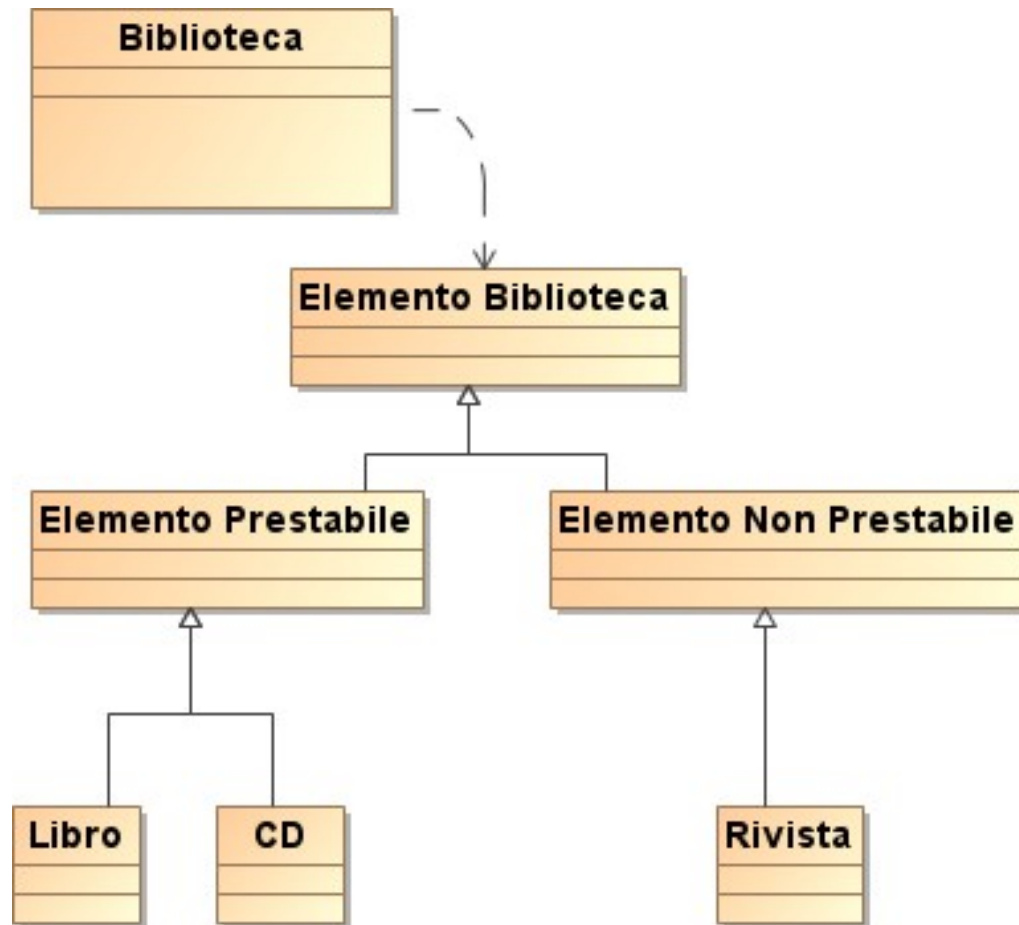 Biblioteca
Elemento Biblioteca
Elemento Prestabile
Elemento Non Prestabile
Libro
CD
Rivista